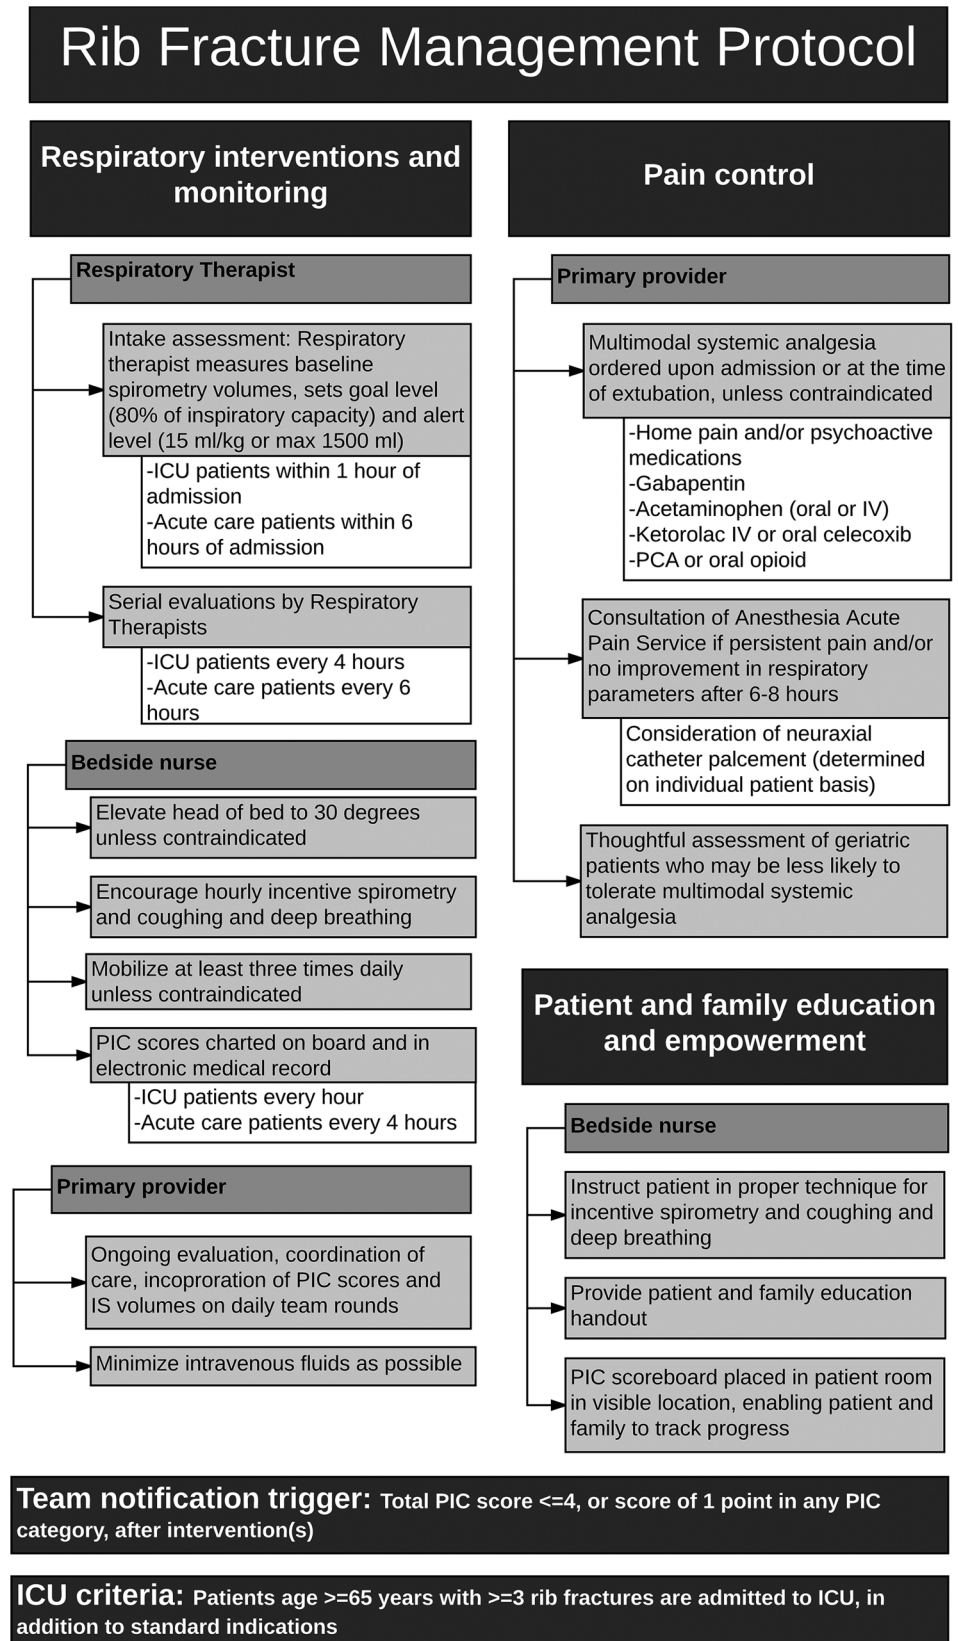 Rib Fracture Management Protocol
Respiratory interventions and
monitoring
Respiratory Therapist
Intake assessment: Respiratory
therapist measures baseline
spirometry volumes, sets goal level
(80% of inspiratory capacity) and alert
level (15 ml/kg or max 1500 ml)
-ICU patients within 1 hour of
admission
-Acute care patients within 6
hours of admission
Serial evaluations by Respiratory
Therapists
-ICU patients every 4 hours
-Acute care patients every 6
hours
Bedside nurse
Elevate head of bed to 30 degrees
unless contraindicated
Encourage hourly incentive spirometry
and coughing and deep breathing
Mobilize at least three times daily
unless contraindicated
PIC scores charted on board and in
electronic medical record
-ICU patients every hour
-Acute care patients every 4 hours
Primary provider
Ongoing evaluation, coordination of
care, incoproration of PIC scores and
IS volumes on daily team rounds
Minimize intravenous fluids as possible
Pain control
Primary provider
Multimodal systemic analgesia
ordered upon admission or at the time
of extubation, unless contraindicated
-Home pain and/or psychoactive
medications
-Gabapentin
-Acetaminophen (oral or IV)
-Ketorolac IV or oral celecoxib
-PCA or oral opioid
Consultation of Anesthesia Acute
Pain Service if persistent pain and/or
no improvement in respiratory
parameters after 6-8 hours
Consideration of neuraxial
catheter palcement (determined
on individual patient basis)
Thoughtful assessment of geriatric
patients who may be less likely to
tolerate multimodal systemic
analgesia
Patient and family education
and empowerment
Bedside nurse
Instruct patient in proper technique for
incentive spirometry and coughing and
deep breathing
Provide patient and family education
handout
PIC scoreboard placed in patient room
in visible location, enabling patient and
family to track progress
Team notification trigger: Total PIC score <=4, or score of 1 point in any PIC
category, after intervention(s)
ICU criteria: Patients age >=65 years with >=3 rib fractures are admitted to ICU, in
addition to standard indications